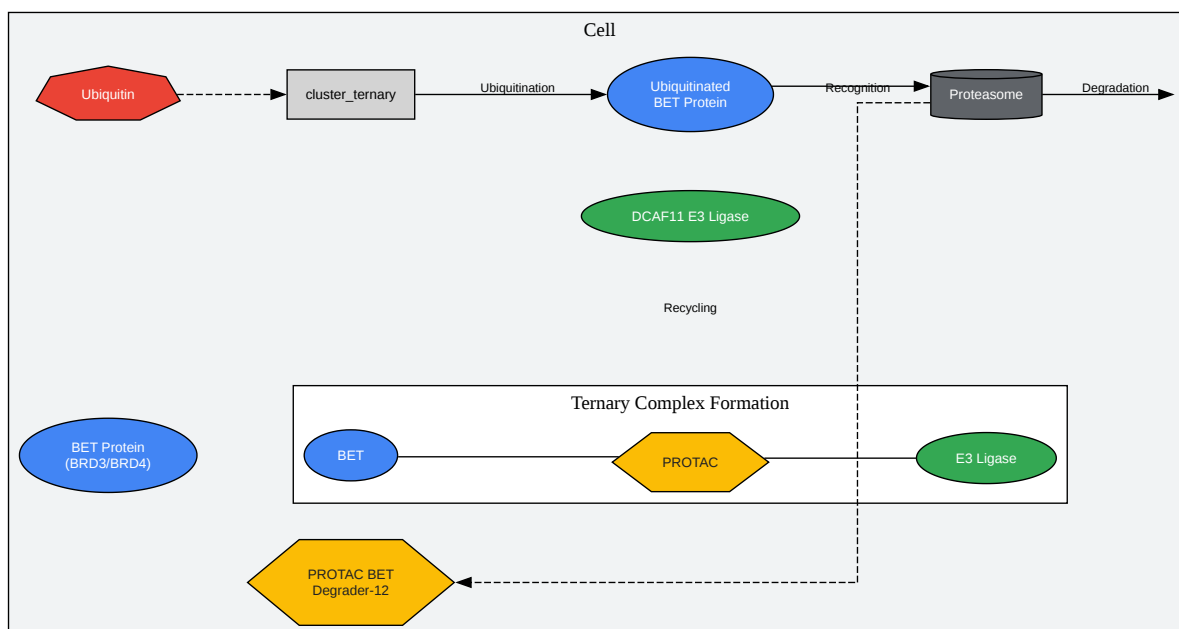 Cell
Ubiquitin
cluster_ternary
Ubiquitination
Ubiquitinated
BET Protein
Recognition
Proteasome
Degradation
DCAF11 E3 Ligase
Recycling
Ternary Complex Formation
BET Protein
(BRD3/BRD4)
BET
PROTAC
E3 Ligase
PROTAC BET
Degrader-12